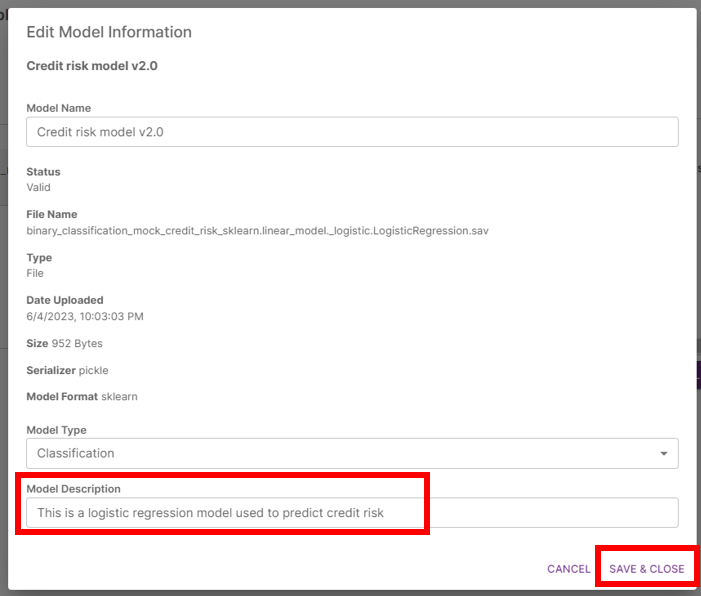 Edit Model Information
Credit risk model v2.0
Model Name
Credit risk model v2.0
Status
Valid
File Name
binary_classification_mock_credit_risk_sklearn.linear_model._logistic.LogisticRegression.sav
Type
File
Date Uploaded
6/4/2023, 10:03:03 PM
Size 952 Bytes
Serializer pickle
Model Format sklearn
Model Type
Classification
Model Description
This is a logistic regression model used to predict credit risk
CANCEL SAVE & CLOSE